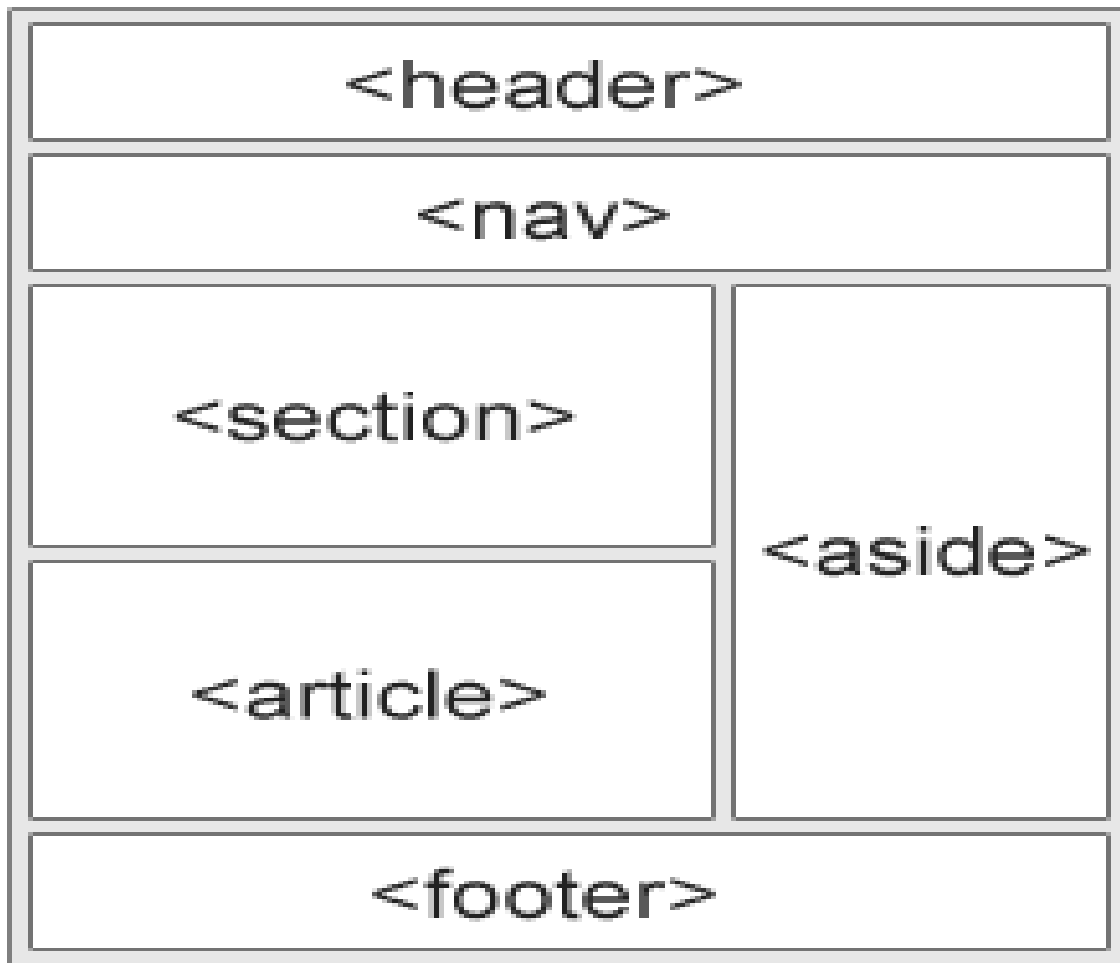 <header>
<nav>
<section>
<aside>
<article>
<footer>